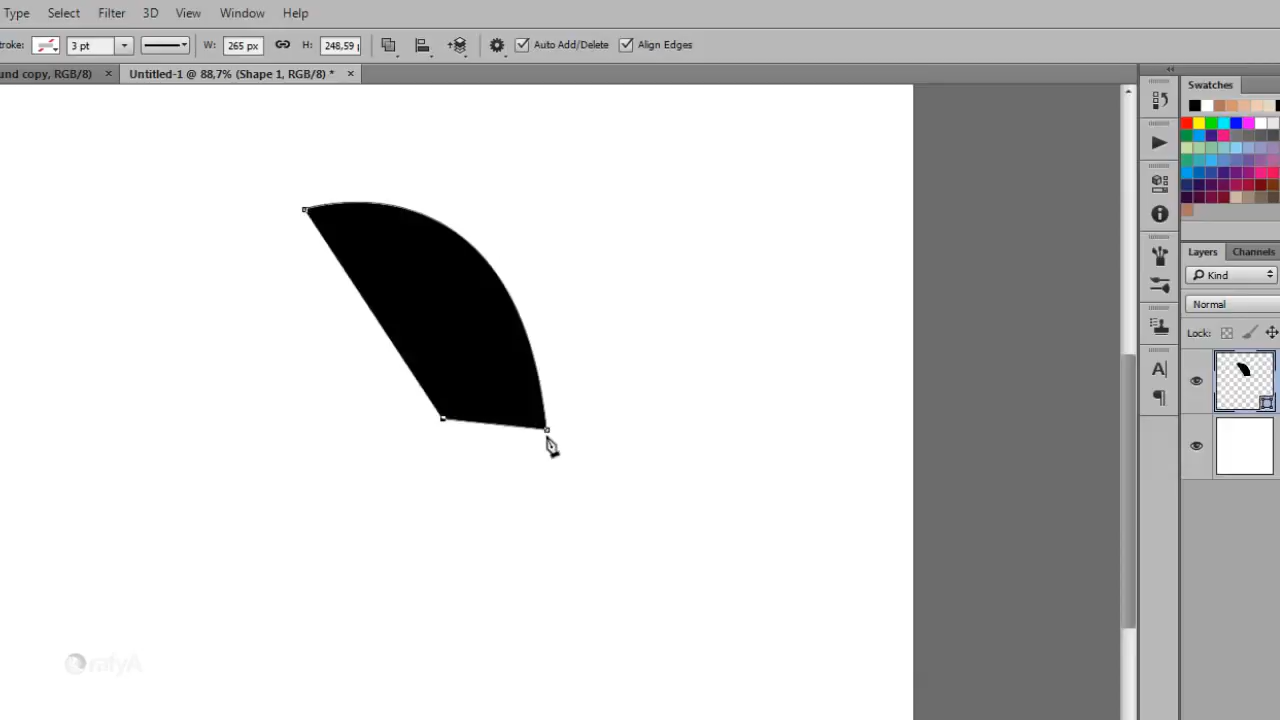 Type Select Filter 3D View Window Help
roke: 3 pt W: 265 px H: 248,59 Auto Add/Delete Align Edges
und copy, RGB/8) × Untitled-1 @ 88,7% (Shape 1, RGB/8) * ×
Swatches
Layers Channels
Kind
Normal
Lock: